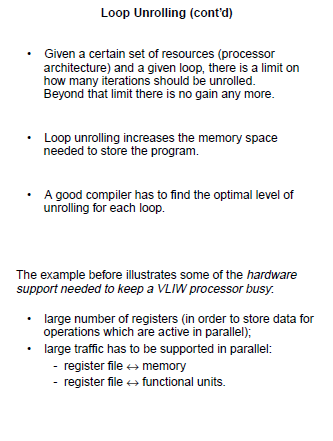 Loop Unrolling (cont'd)
• Given a certain set of resources (processor
architecture) and a given loop, there is a limit on
how many iterations should be unrolled.
Beyond that limit there is no gain any more.
• Loop unrolling increases the memory space
needed to store the program.
• A good compiler has to find the optimal level of
unrolling for each loop.
The example before illustrates some of the hardware
support needed to keep a VLIW processor busy:
• large number of registers (in order to store data for
operations which are active in parallel);
• large traffic has to be supported in parallel:
- register file ↔ memory
- register file ↔ functional units.